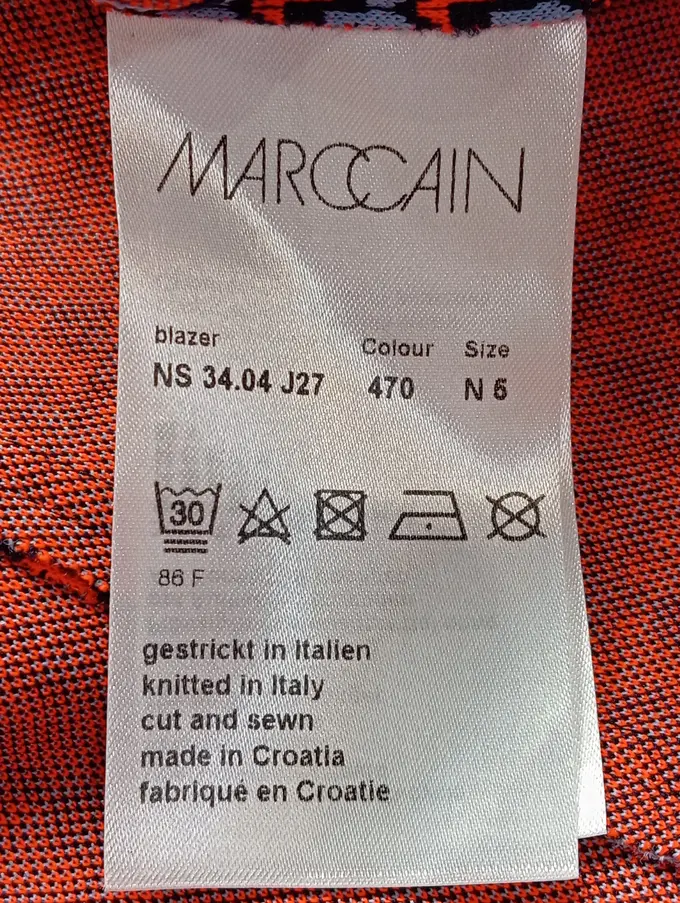 MARCCAIN
blazer Colour Size
NS 34.04 J27 470 N 6
30
86 F
gestrickt in Italien
knitted in Italy
cut and sewn
made in Croatia
fabriqué en Croatie